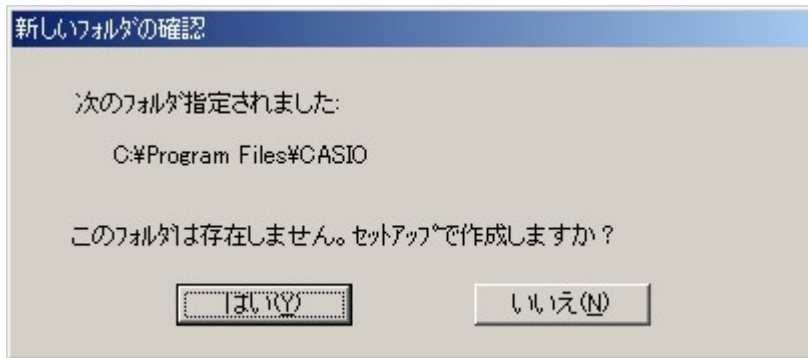 新しいﾌｫﾙﾀﾞの確認
次のﾌｫﾙﾀﾞ指定されました:
C:¥Program Files¥CASIO
このﾌｫﾙﾀﾞは存在しません。ｾｯﾄｱｯﾌﾟで作成しますか？
はい(Y) いいえ(N)